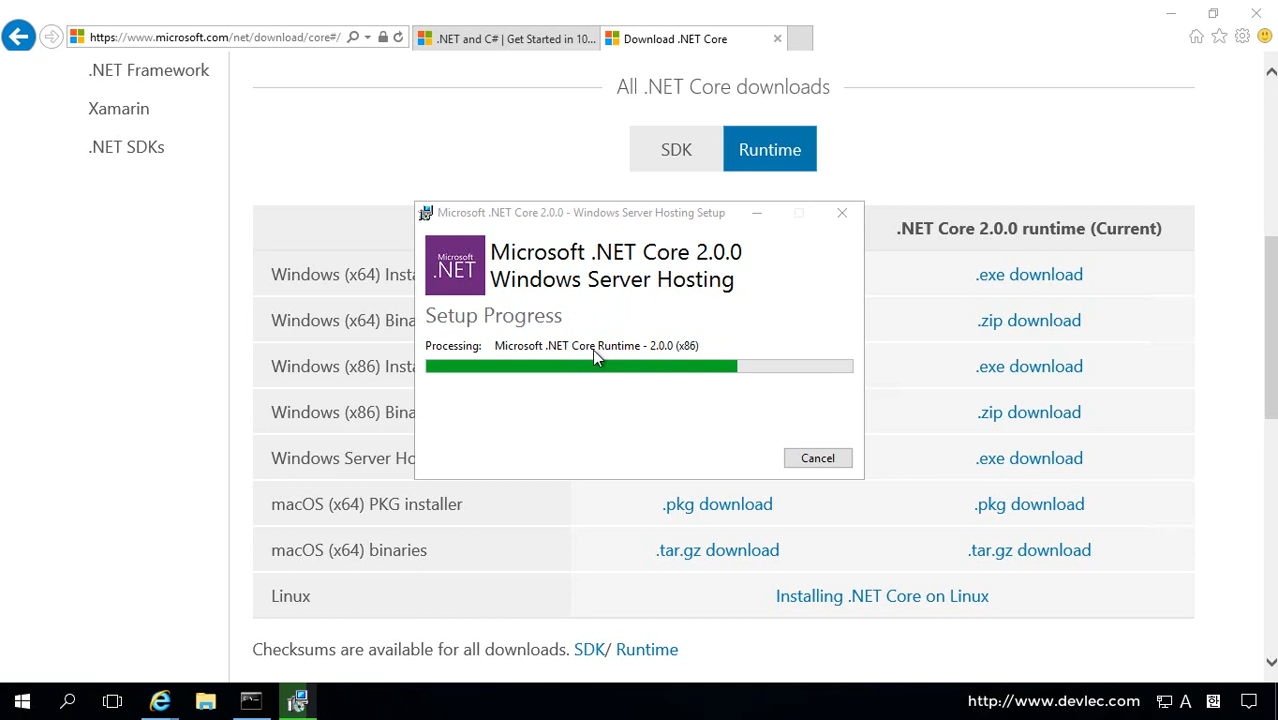 https://www.microsoft.com/net/download/core#/
.NET and C# | Get Started in 10...
Download .NET Core
.NET Framework
Xamarin
.NET SDKs
All .NET Core downloads
SDK
Runtime
.NET Core 2.0.0 runtime (Current)
Windows (x64) Insta
.exe download
Windows (x64) Bina
.zip download
Windows (x86) Insta
.exe download
Windows (x86) Bina
.zip download
Windows Server Ho
.exe download
macOS (x64) PKG installer
.pkg download
.pkg download
macOS (x64) binaries
.tar.gz download
.tar.gz download
Linux
Installing .NET Core on Linux
Checksums are available for all downloads. SDK/ Runtime
Microsoft .NET Core 2.0.0 - Windows Server Hosting Setup
Microsoft
.NET
Microsoft .NET Core 2.0.0
Windows Server Hosting
Setup Progress
Processing: Microsoft .NET Core Runtime - 2.0.0 (x86)
Cancel
http://www.devlec.com
A
한